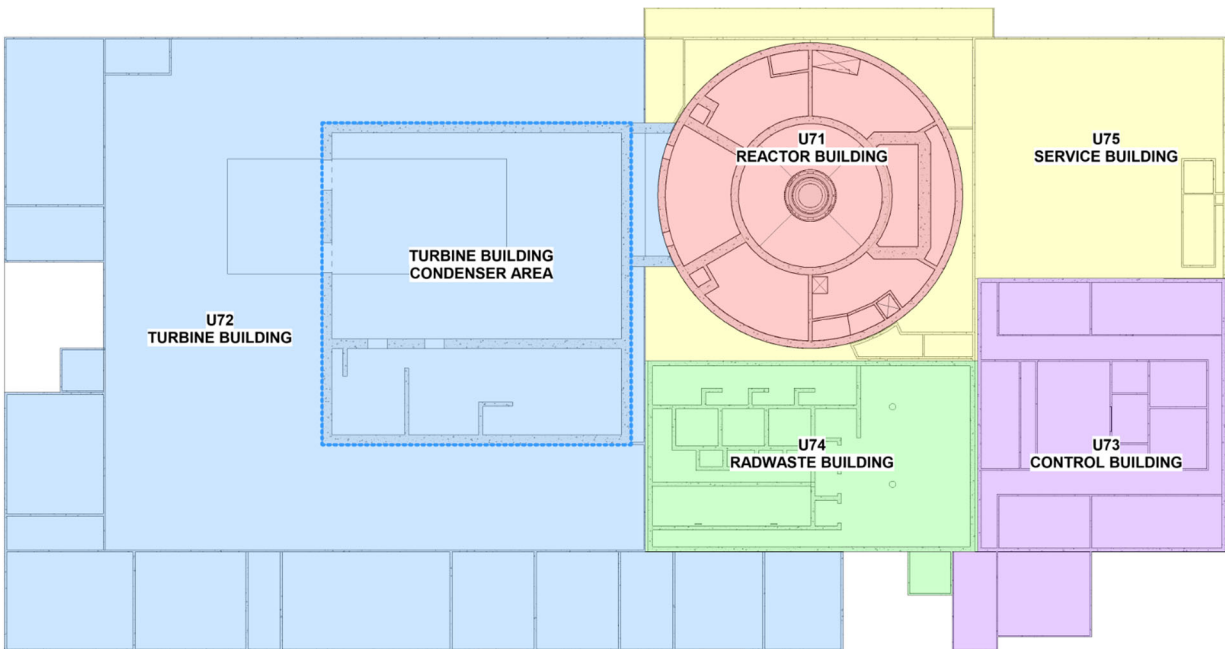 U71
REACTOR BUILDING
U75
SERVICE BUILDING
TURBINE BUILDING
CONDENSER AREA
U72
TURBINE BUILDING
U74
RADWASTE BUILDING
U73
CONTROL BUILDING